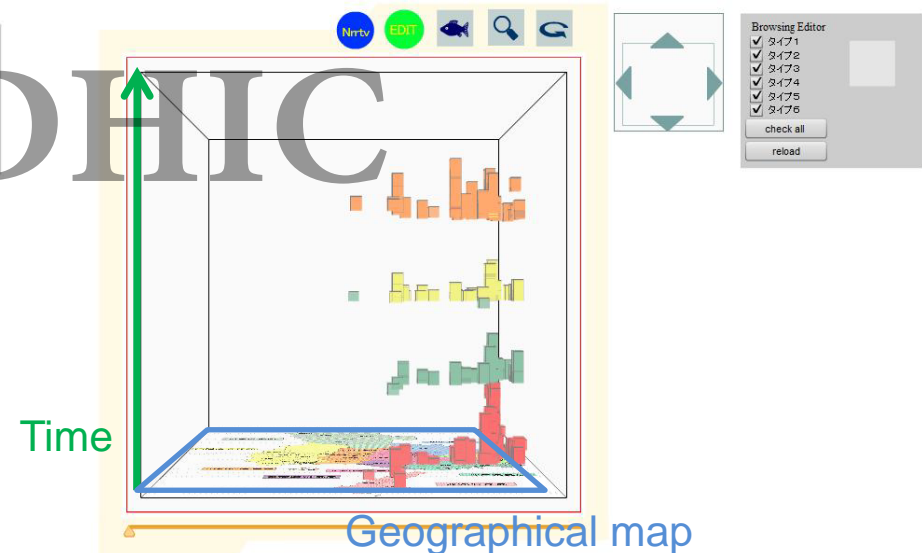 Nrrtv
EDIT
Browsing Editor
タイプ1
タイプ2
タイプ3
タイプ4
タイプ5
タイプ6
check all
reload
DHIC
Time
Geographical map